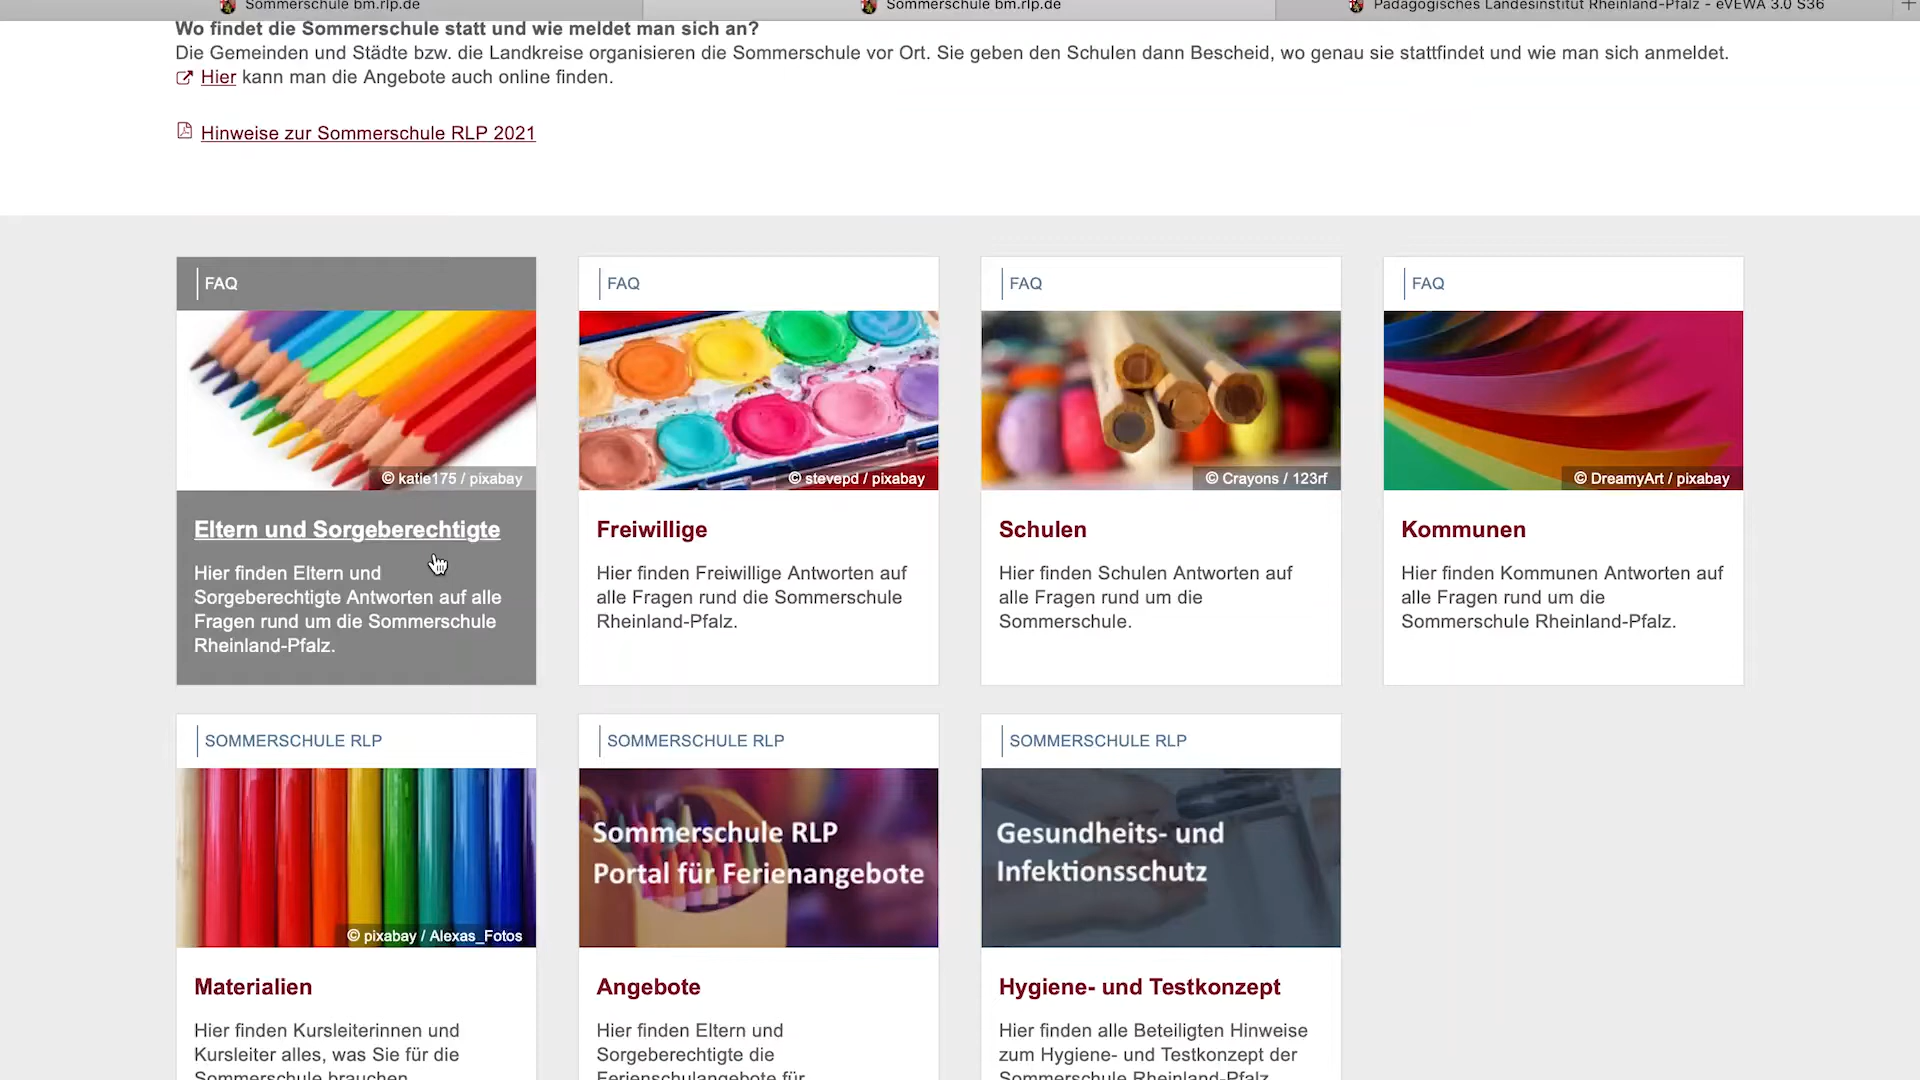 Sommerschule bm.rlp.de
Sommerschule bm.rlp.de
Pädagogisches Landesinstitut Rheinland-Pfalz - eVEWA 3.0 S36
Wo findet die Sommerschule statt und wie meldet man sich an?
Die Gemeinden und Städte bzw. die Landkreise organisieren die Sommerschule vor Ort. Sie geben den Schulen dann Bescheid, wo genau sie stattfindet und wie man sich anmeldet.
Hier kann man die Angebote auch online finden.
Hinweise zur Sommerschule RLP 2021
FAQ
© katie175 / pixabay
Eltern und Sorgeberechtigte
Hier finden Eltern und
Sorgeberechtigte Antworten auf alle
Fragen rund um die Sommerschule
Rheinland-Pfalz.
FAQ
© stevepd / pixabay
Freiwillige
Hier finden Freiwillige Antworten auf
alle Fragen rund die Sommerschule
Rheinland-Pfalz.
FAQ
© Crayons / 123rf
Schulen
Hier finden Schulen Antworten auf
alle Fragen rund um die
Sommerschule.
FAQ
© DreamyArt / pixabay
Kommunen
Hier finden Kommunen Antworten auf
alle Fragen rund um die
Sommerschule Rheinland-Pfalz.
SOMMERSCHULE RLP
© pixabay / Alexas_Fotos
Materialien
Hier finden Kursleiterinnen und
Kursleiter alles, was Sie für die
Sommerschule brauchen
SOMMERSCHULE RLP
Sommerschule RLP
Portal für Ferienangebote
Angebote
Hier finden Eltern und
Sorgeberechtigte die
Ferienschulangebote für
SOMMERSCHULE RLP
Gesundheits- und
Infektionsschutz
Hygiene- und Testkonzept
Hier finden alle Beteiligten Hinweise
zum Hygiene- und Testkonzept der
Sommerschule Rheinland-Pfalz